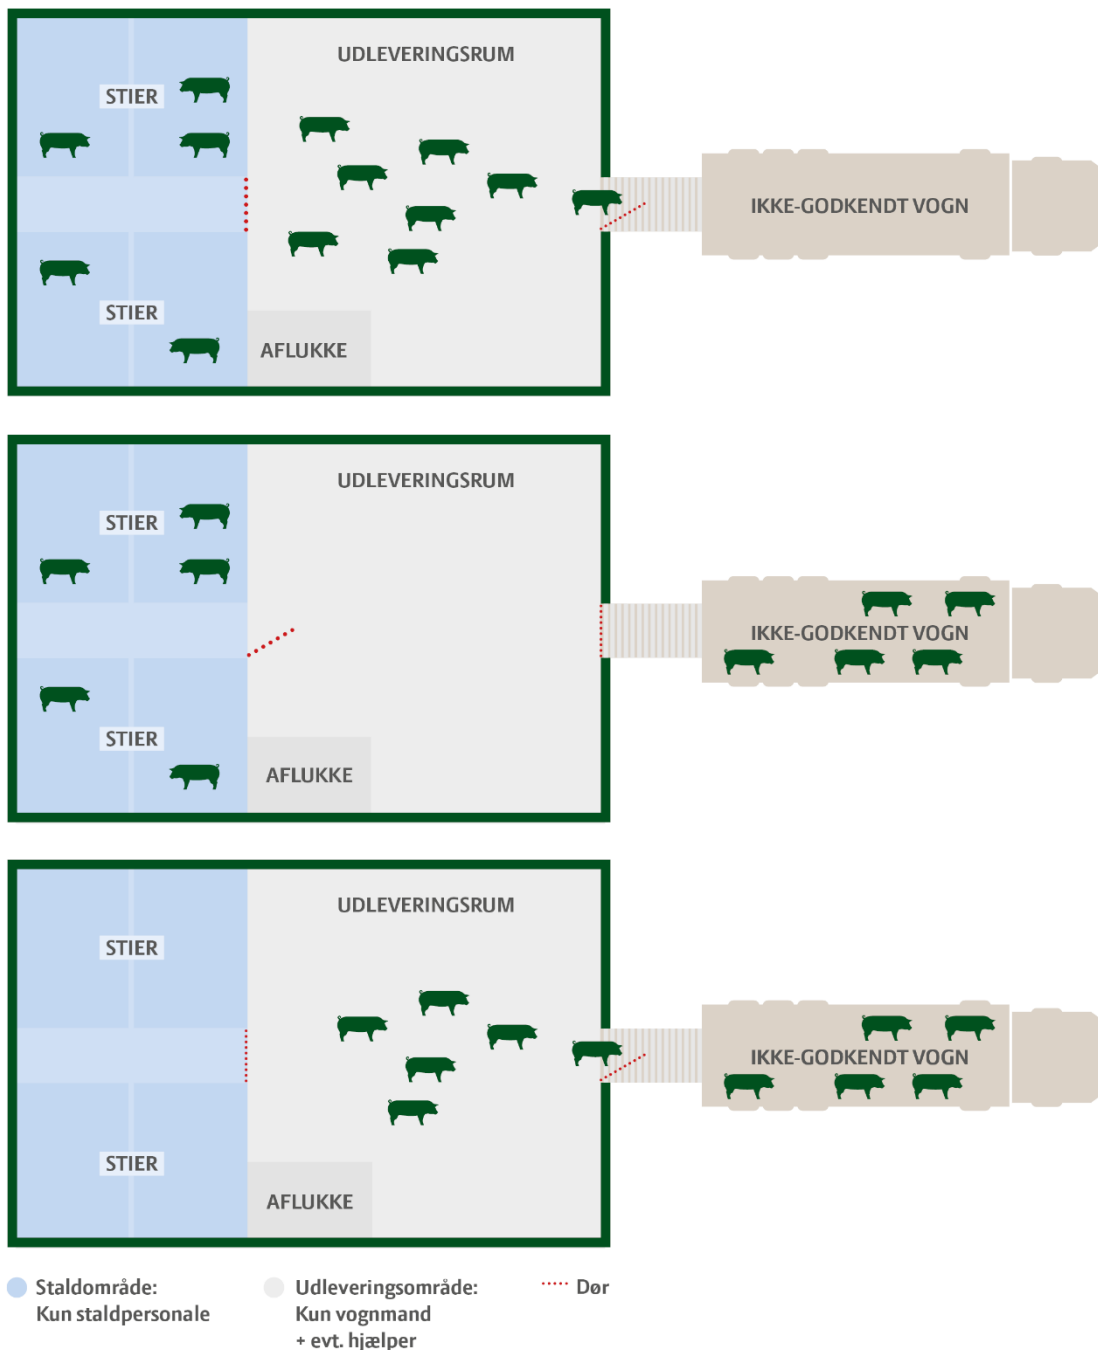 UDLEVERINGSRUM
STIER
IKKE-GODKENDT VOGN
STIER
AFLUKKE
UDLEVERINGSRUM
STIER
IKKE-GODKENDT VOGN
STIER
AFLUKKE
UDLEVERINGSRUM
STIER
IKKE-GODKENDT VOGN
STIER
AFLUKKE
Staldområde:
Kun staldpersonale
Udleveringsområde:
Kun vognmand
+ evt. hjælper
Dør